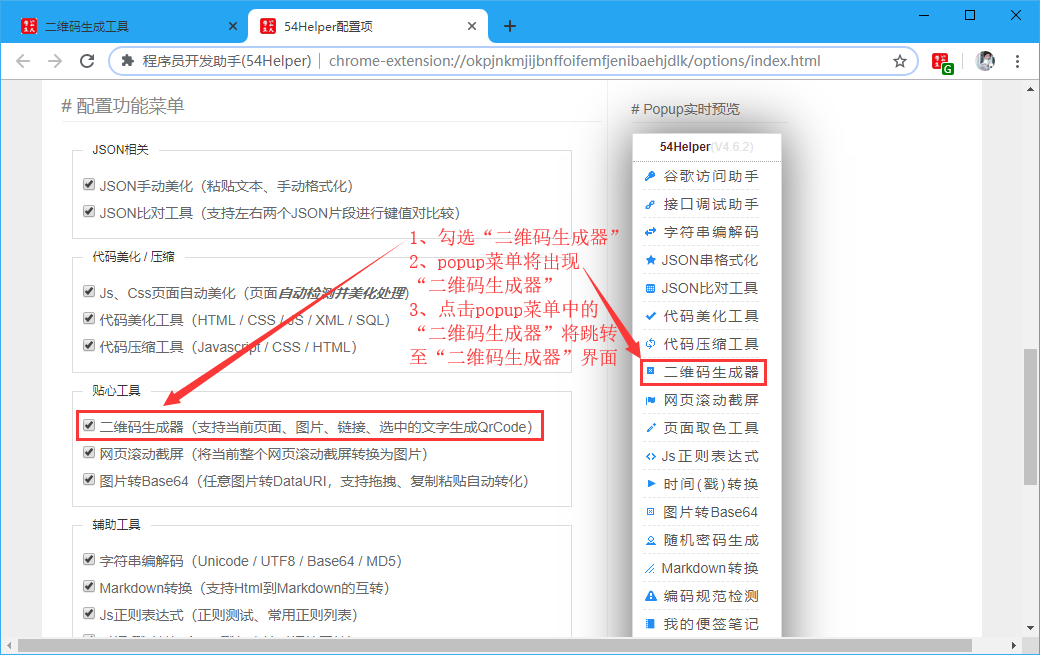 二维码生成工具
54Helper配置项
程序员开发助手(54Helper)
chrome-extension://okpjnkmjijbnffoifemfjenibaehjdlk/options/index.html
# 配置功能菜单
JSON相关
JSON手动美化（粘贴文本、手动格式化）
JSON比对工具（支持左右两个JSON片段进行键值对比较）
代码美化 / 压缩
Js、Css页面自动美化（页面自动检测并美化处理）
代码美化工具（HTML / CSS / JS / XML / SQL）
代码压缩工具（Javascript / CSS / HTML）
贴心工具
二维码生成器（支持当前页面、图片、链接、选中的文字生成QrCode）
网页滚动截屏（将当前整个网页滚动截屏转换为图片）
图片转Base64（任意图片转DataURI，支持拖拽、复制粘贴自动转化）
辅助工具
字符串编解码（Unicode / UTF8 / Base64 / MD5）
Markdown转换（支持Html到Markdown的互转）
Js正则表达式（正则测试、常用正则列表）
1、勾选“二维码生成器”
2、popup菜单将出现
“二维码生成器”
3、点击popup菜单中的
“二维码生成器”将跳转
至“二维码生成器”界面
# Popup实时预览
54Helper(V4.6.2)
谷歌访问助手
接口调试助手
字符串编解码
JSON串格式化
JSON比对工具
代码美化工具
代码压缩工具
二维码生成器
网页滚动截屏
页面取色工具
Js正则表达式
时间(戳)转换
图片转Base64
随机密码生成
Markdown转换
编码规范检测
我的便签笔记